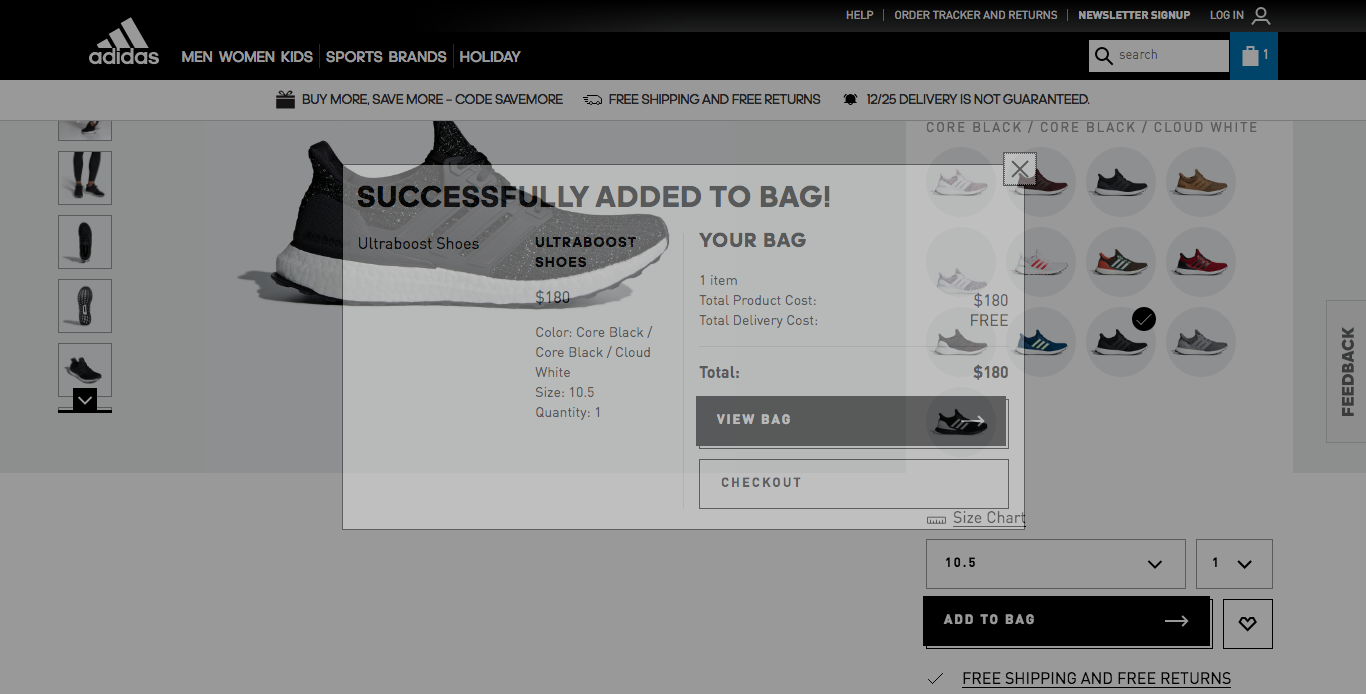 HELP
ORDER TRACKER AND RETURNS
NEWSLETTER SIGNUP
LOG IN
adidas
MEN WOMEN KIDS
SPORTS BRANDS
HOLIDAY
search
1
BUY MORE, SAVE MORE – CODE SAVEMORE
FREE SHIPPING AND FREE RETURNS
12/25 DELIVERY IS NOT GUARANTEED.
CORE BLACK / CORE BLACK / CLOUD WHITE
SUCCESSFULLY ADDED TO BAG!
Ultraboost Shoes
ULTRABOOST
SHOES
$180
Color: Core Black /
Core Black / Cloud
White
Size: 10.5
Quantity: 1
YOUR BAG
1 item
Total Product Cost: $180
Total Delivery Cost: FREE
Total: $180
VIEW BAG
CHECKOUT
FEEDBACK
Size Chart
10.5
1
ADD TO BAG
FREE SHIPPING AND FREE RETURNS